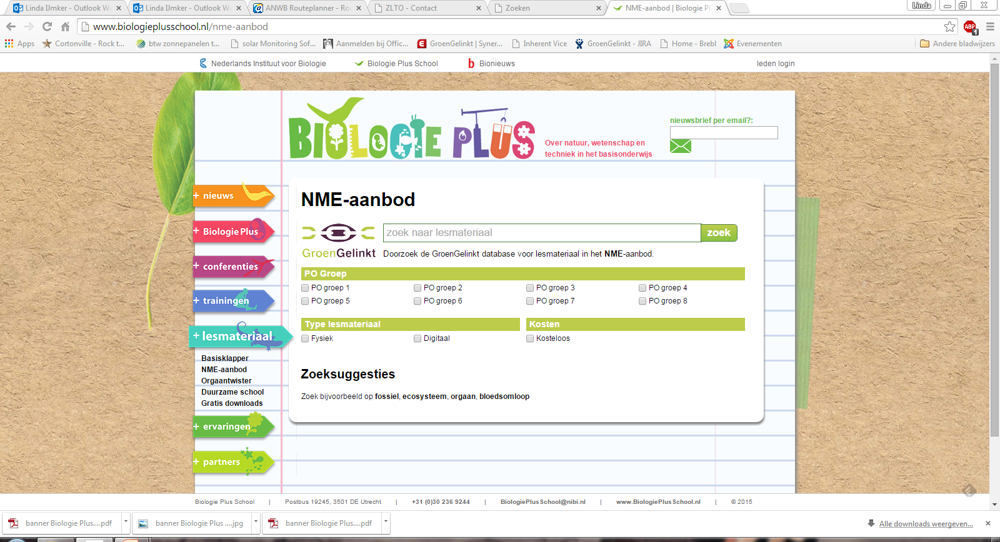 Linda IJmker - Outlook We
Linda IJmker - Outlook We
ANWB Routeplanner - Rou
ZLTO - Contact
Zoeken
NME-aanbod | Biologie Pl
Linda
www.biologieplusschool.nl/nme-aanbod
ABP
1
Apps
Cortonville - Rock t...
btw zonnepanelen t...
solar Monitoring Sof...
Aanmelden bij Offic...
GroenGelinkt | Syner...
Inherent Vice
GroenGelinkt - JIRA
Home - Brebl
Evenementen
Andere bladwijzers
Nederlands Instituut voor Biologie
Biologie Plus School
Bionieuws
leden login
BIOLOGIE PLUS
Over natuur, wetenschap en
techniek in het basisonderwijs
nieuwsbrief per email?:
+ nieuws
+ Biologie Plus
+ conferenties
+ trainingen
+ lesmateriaal
Basisklapper
NME-aanbod
Orgaantwister
Duurzame school
Gratis downloads
+ ervaringen
+ partners
NME-aanbod
GroenGelinkt
zoek naar lesmateriaal
zoek
Doorzoek de GroenGelinkt database voor lesmateriaal in het NME-aanbod.
PO Groep
PO groep 1 PO groep 2 PO groep 3 PO groep 4
PO groep 5 PO groep 6 PO groep 7 PO groep 8
Type lesmateriaal Kosten
Fysiek Digitaal Kosteloos
Zoeksuggesties
Zoek bijvoorbeeld op fossiel, ecosysteem, orgaan, bloedsomloop
Biologie Plus School | Postbus 19245, 3501 DE Utrecht | +31 (0)30 236 9244 | BiologiePlusSchool@nibi.nl | www.BiologiePlusSchool.nl | © 2015
banner Biologie Plus....pdf
banner Biologie Plus ....jpg
banner Biologie Plus....pdf
Alle downloads weergeven...